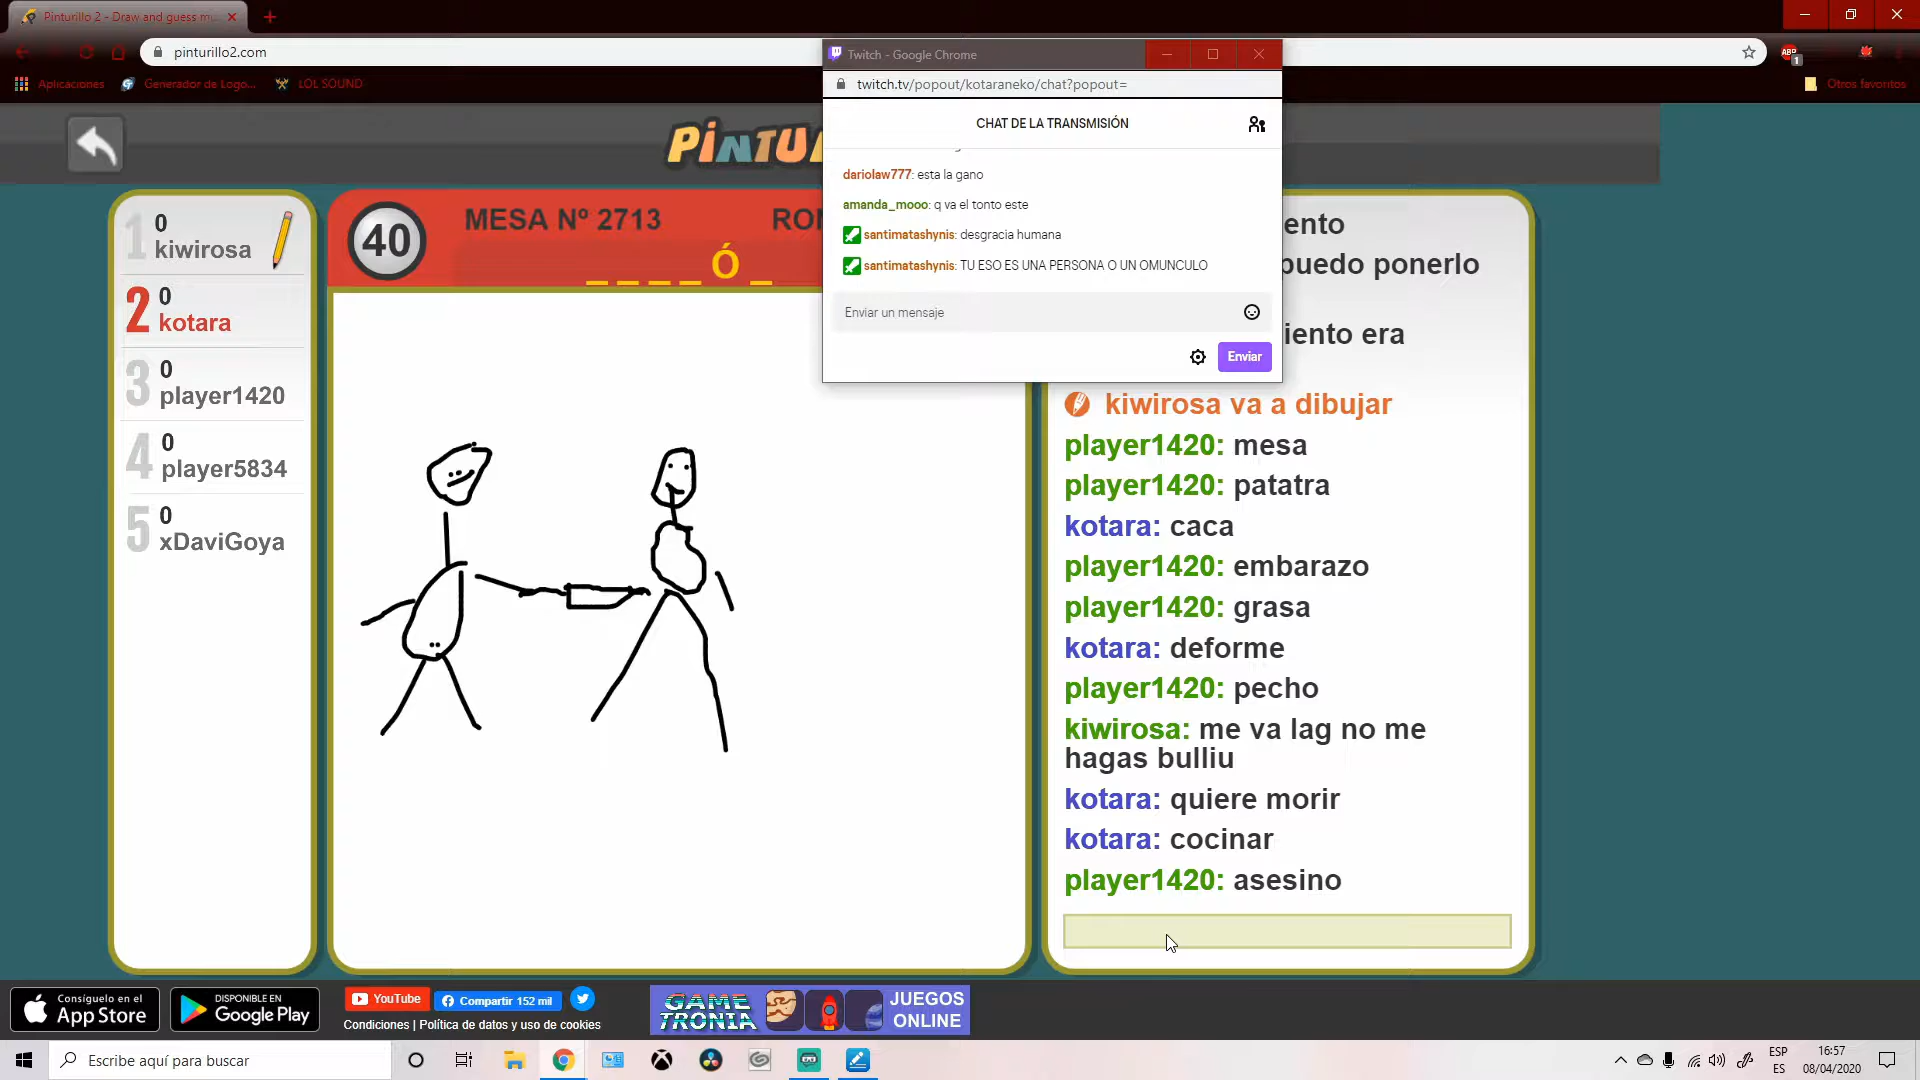 Pinturillo 2 - Draw and guess mu
pinturillo2.com
Aplicaciones
Generador de Logo...
LOL SOUND
ABP
1
Otros favoritos
Twitch - Google Chrome
twitch.tv/popout/kotaraneko/chat?popout=
CHAT DE LA TRANSMISIÓN
dariolaw777: esta la gano
amanda_mooo: q va el tonto este
santimatashynis: desgracia humana
santimatashynis: TU ESO ES UNA PERSONA O UN OMUNCULO
Enviar un mensaje
Enviar
PINTU
1
0
kiwirosa
2
0
kotara
3
0
player1420
4
0
player5834
5
0
xDaviGoya
40
MESA Nº 2713
_ _ _ _ Ó _
ento
puedo ponerlo
iento era
kiwirosa va a dibujar
player1420: mesa
player1420: patatra
kotara: caca
player1420: embarazo
player1420: grasa
kotara: deforme
player1420: pecho
kiwirosa: me va lag no me
hagas bulliu
kotara: quiere morir
kotara: cocinar
player1420: asesino
Consíguelo en el
App Store
DISPONIBLE EN
Google Play
YouTube
Compartir 152 mil
Condiciones | Política de datos y uso de cookies
GAME
TRONIA
JUEGOS
ONLINE
Escribe aquí para buscar
ESP
ES
16:57
08/04/2020